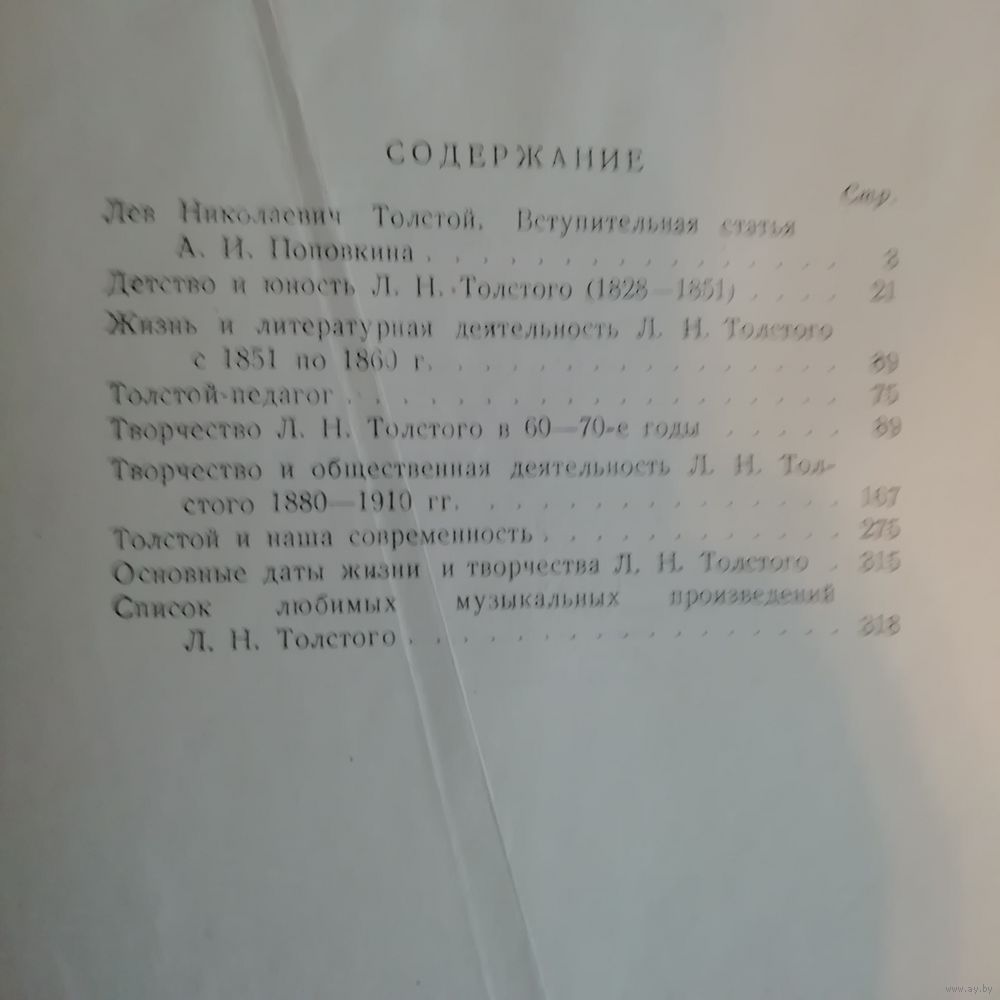 СОДЕРЖАНИЕ
Стр.
Лев Николаевич Толстой. Вступительная статья
А. И. Поповкина . . . . . . . . . . . . . . . . 3
Детство и юность Л. Н. Толстого (1828—1851) . . . . 21
Жизнь и литературная деятельность Л. Н. Толстого
с 1851 по 1860 г. . . . . . . . . . . . . . . .
Толстой-педагог . . . . . . . . . . . . . . . . . . 75
Творчество Л. Н. Толстого в 60—70-е годы . . . . . 89
Творчество и общественная деятельность Л. Н. Тол-
стого 1880—1910 гг. . . . . . . . . . . . . . . 167
Толстой и наша современность . . . . . . . . . . . 275
Основные даты жизни и творчества Л. Н. Толстого . 315
Список любимых музыкальных произведений
Л. Н. Толстого . . . . . . . . . . . . . . . . 318
www.ay.by